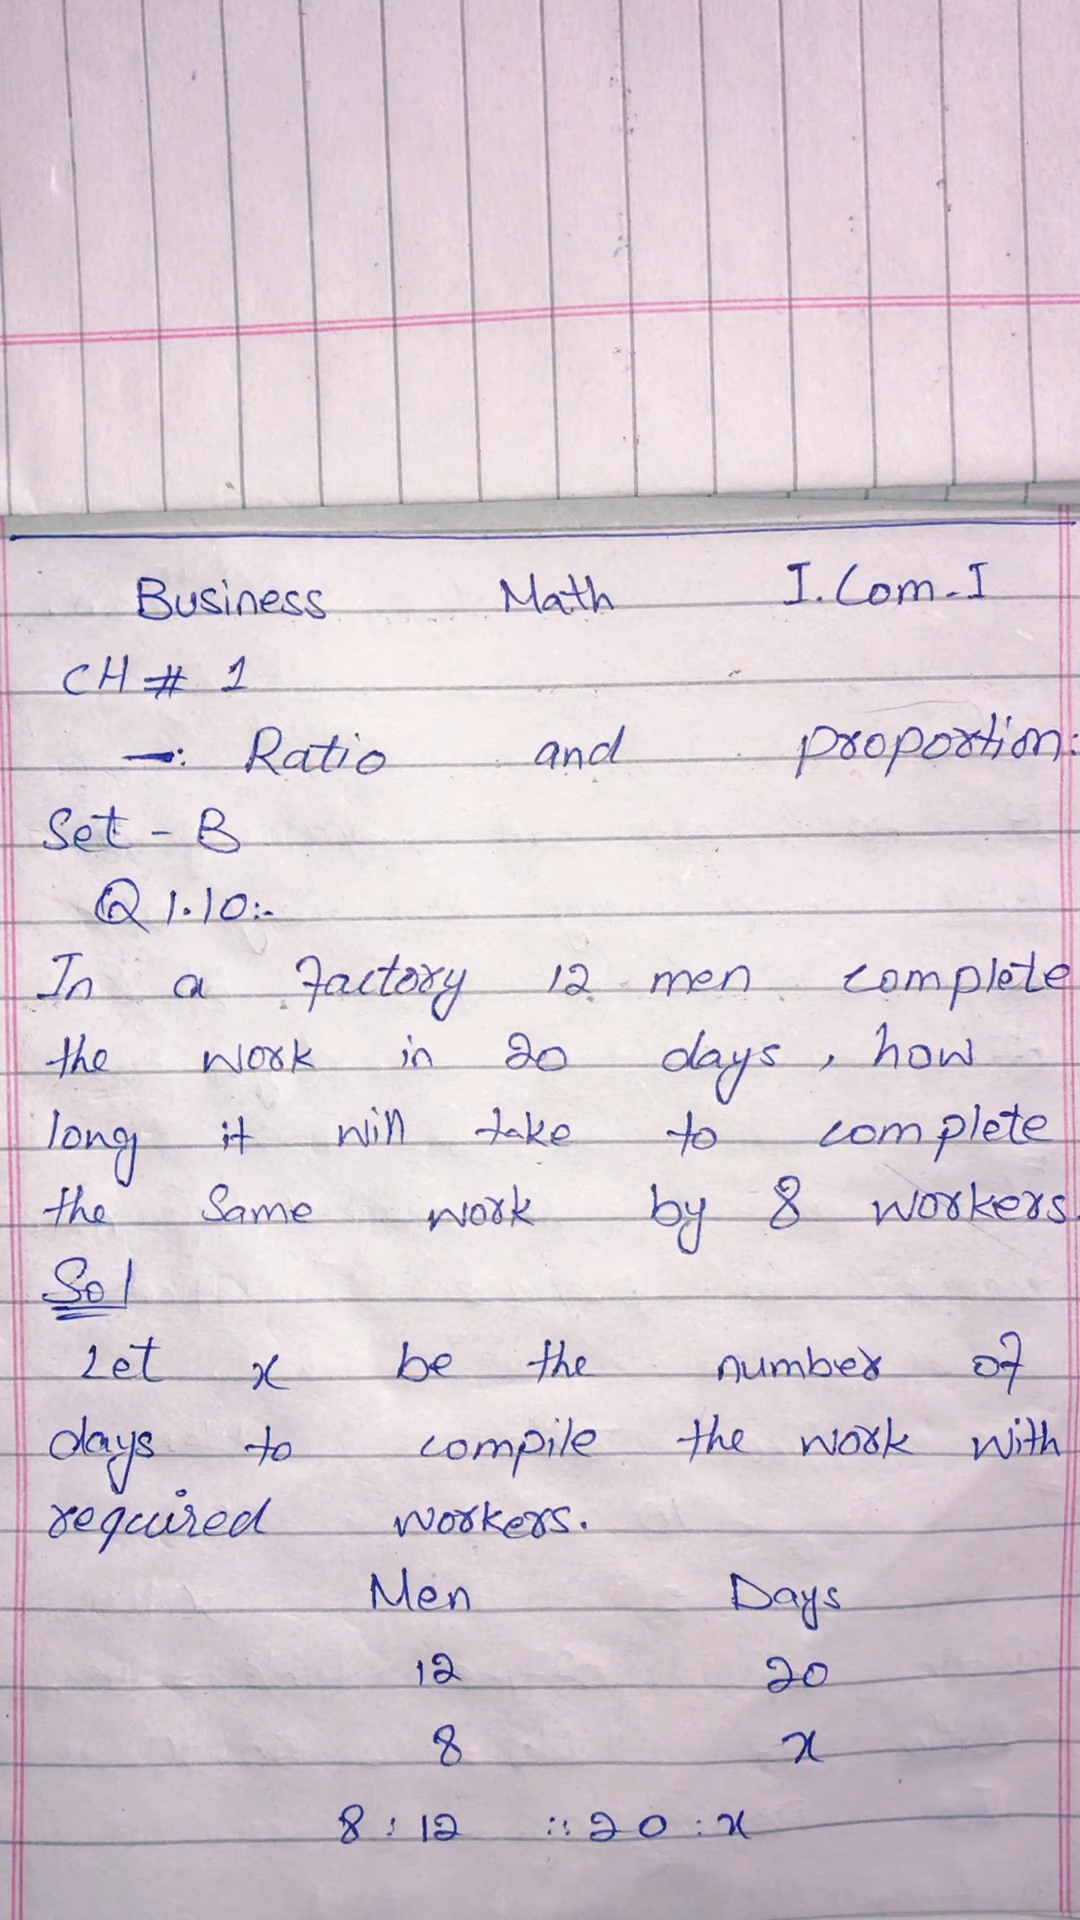 Business Math I.Com-I
CH # 1
—: Ratio and proportion:
Set - B
Q 1.10:-
In a factory 12 men complete
the work in 20 days, how
long it will take to complete
the same work by 8 workers.
Sol
Let x be the number of
days to compile the work with
required workers.
Men Days
12 20
8 x
8 : 12 :: 20 : x